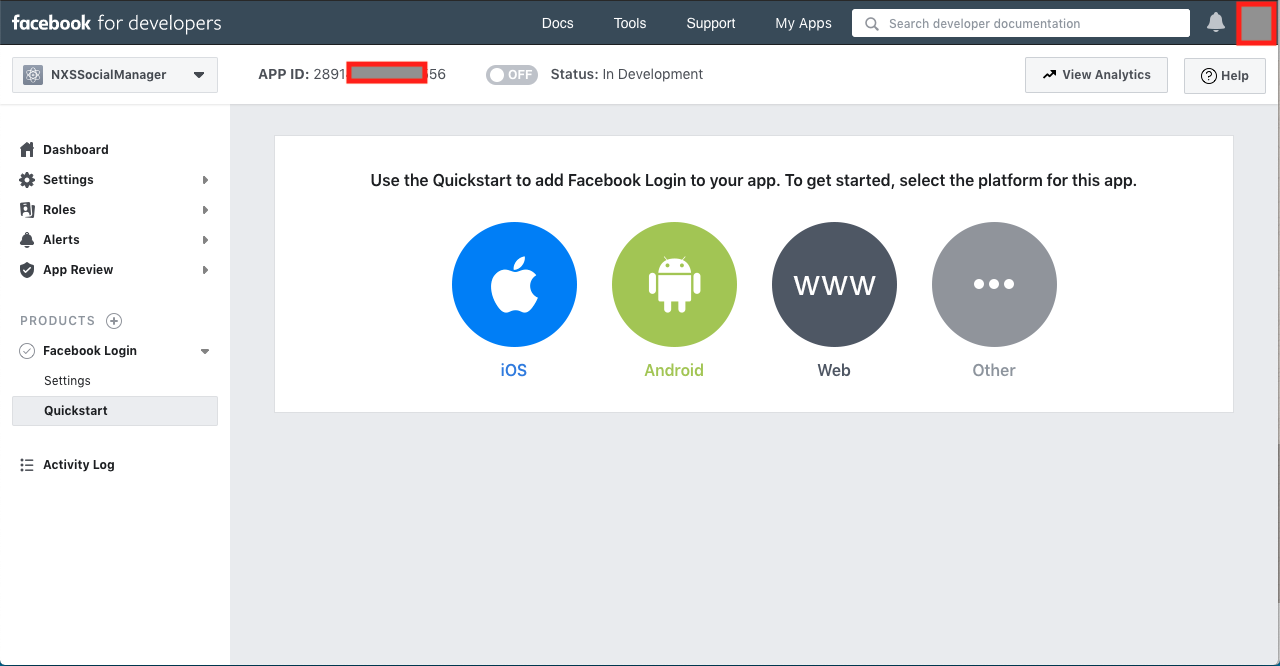 facebook for developers Docs Tools Support My Apps Search developer documentation
NXSSocialManager APP ID: 2891 56 OFF Status: In Development View Analytics Help
Dashboard
Settings
Roles
Alerts
App Review
PRODUCTS
Facebook Login
Settings
Quickstart
Activity Log
Use the Quickstart to add Facebook Login to your app. To get started, select the platform for this app.
WWW
iOS Android Web Other